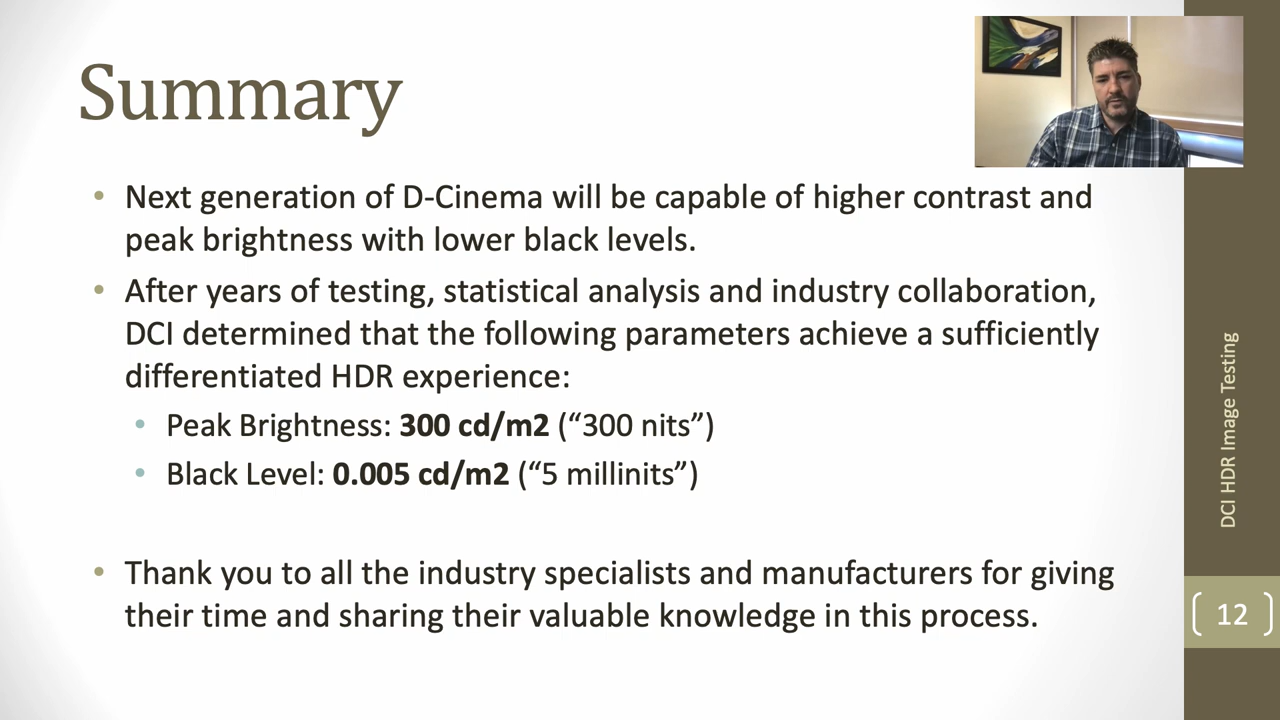 Summary
• Next generation of D-Cinema will be capable of higher contrast and
peak brightness with lower black levels.
• After years of testing, statistical analysis and industry collaboration,
DCI determined that the following parameters achieve a sufficiently
differentiated HDR experience:
• Peak Brightness: 300 cd/m2 (“300 nits”)
• Black Level: 0.005 cd/m2 (“5 millinits”)
• Thank you to all the industry specialists and manufacturers for giving
their time and sharing their valuable knowledge in this process.
DCI HDR Image Testing
12